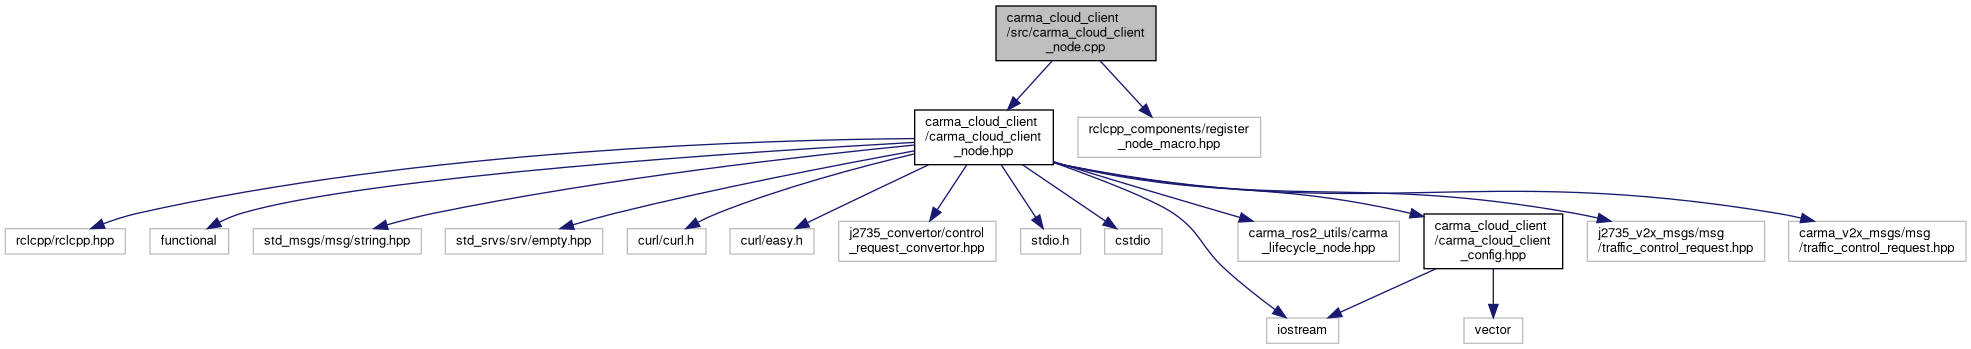 carma_cloud_client
/src/carma_cloud_client
_node.cpp
carma_cloud_client
/carma_cloud_client
_node.hpp
rclcpp_components/register
_node_macro.hpp
rclcpp/rclcpp.hpp
functional
std_msgs/msg/string.hpp
std_srvs/srv/empty.hpp
curl/curl.h
curl/easy.h
j2735_convertor/control
_request_convertor.hpp
stdio.h
cstdio
carma_ros2_utils/carma
_lifecycle_node.hpp
carma_cloud_client
/carma_cloud_client
_config.hpp
j2735_v2x_msgs/msg
/traffic_control_request.hpp
carma_v2x_msgs/msg
/traffic_control_request.hpp
iostream
vector